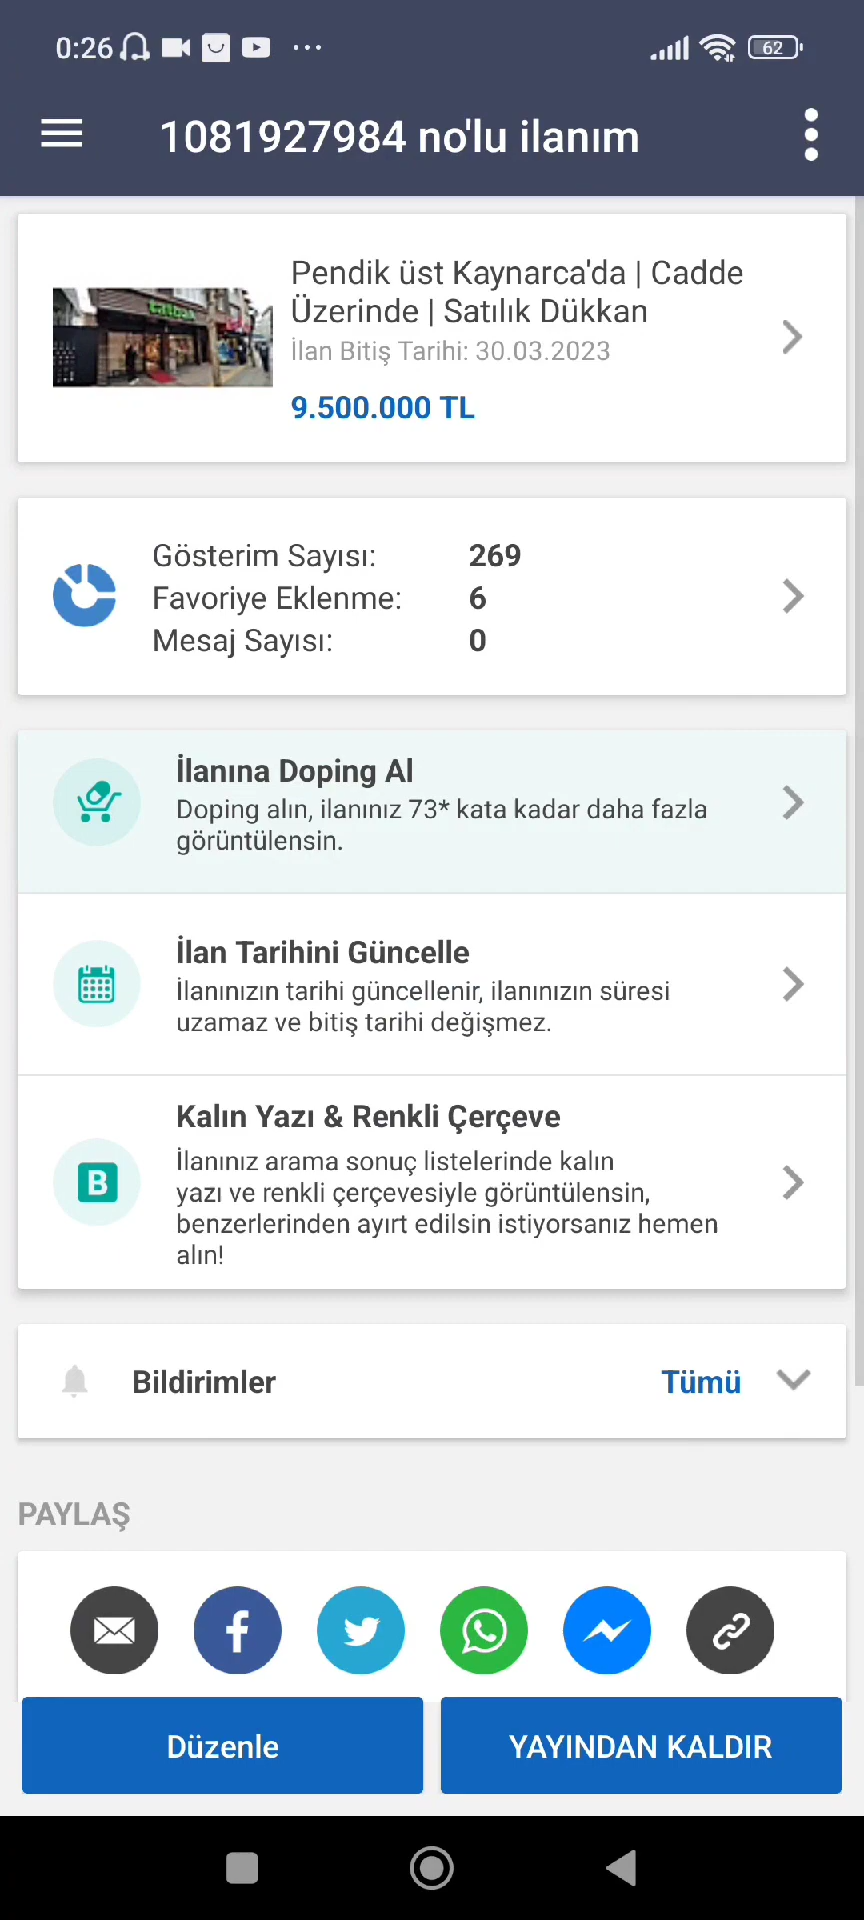 0:26
62
1081927984 no'lu ilanım
Pendik üst Kaynarca'da | Cadde
Üzerinde | Satılık Dükkan
İlan Bitiş Tarihi: 30.03.2023
9.500.000 TL
Gösterim Sayısı: 269
Favoriye Eklenme: 6
Mesaj Sayısı: 0
İlanına Doping Al
Doping alın, ilanınız 73* kata kadar daha fazla
görüntülensin.
İlan Tarihini Güncelle
İlanınızın tarihi güncellenir, ilanınızın süresi
uzamaz ve bitiş tarihi değişmez.
Kalın Yazı & Renkli Çerçeve
B
İlanınız arama sonuç listelerinde kalın
yazı ve renkli çerçevesiyle görüntülensin,
benzerlerinden ayırt edilsin istiyorsanız hemen
alın!
Bildirimler Tümü
PAYLAŞ
Düzenle YAYINDAN KALDIR